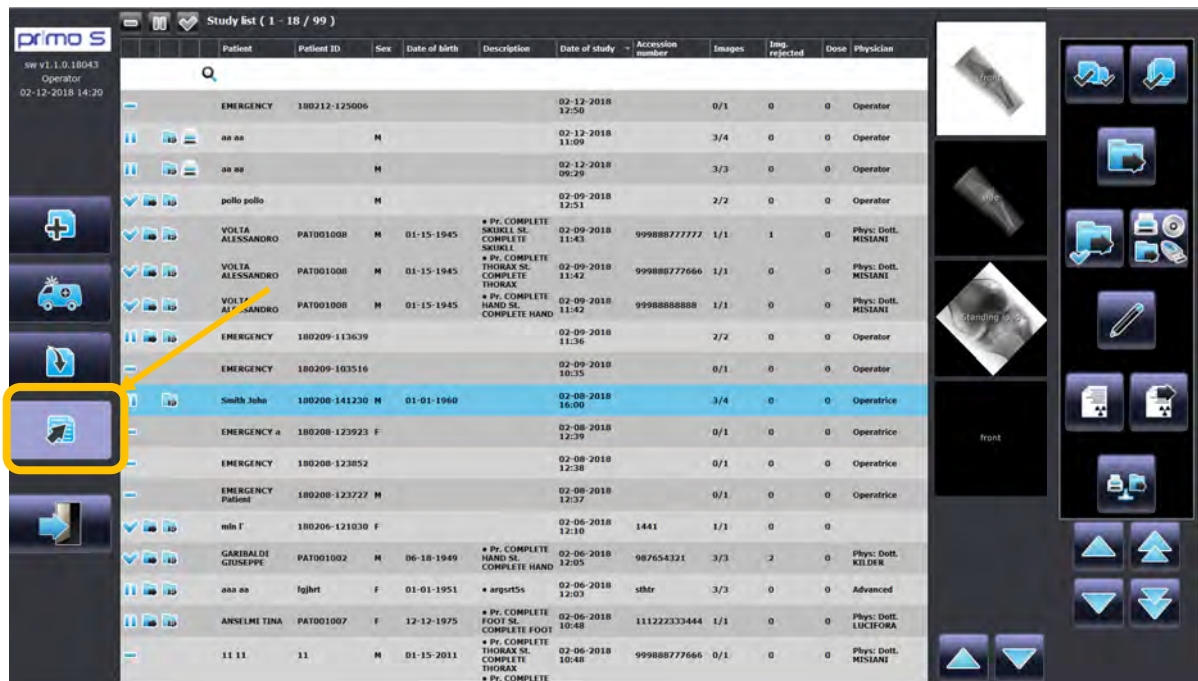 primo S
sw v1.1.0.18043
Operator
02-12-2018 14:20
Study list ( 1 - 18 / 99 )
Patient Patient ID Sex Date of birth Description Date of study Accession number Images Img. rejected Dose Physician
EMERGENCY 180212-125006 02-12-2018 12:50 0/1 0 0 Operator
aa aa M 02-12-2018 11:09 3/4 0 0 Operator
aa aa M 02-12-2018 09:29 3/3 0 0 Operator
pollo pollo M 02-09-2018 12:51 2/2 0 0 Operator
VOLTA ALESSANDRO PAT001008 M 01-15-1945 • Pr. COMPLETE SKUKLL St. COMPLETE SKUKLL 02-09-2018 11:43 999888777777 1/1 1 0 Phys: Dott. MISIANI
VOLTA ALESSANDRO PAT001008 M 01-15-1945 • Pr. COMPLETE THORAX St. COMPLETE THORAX 02-09-2018 11:42 999888777666 1/1 0 0 Phys: Dott. MISIANI
VOLTA ALESSANDRO PAT001008 M 01-15-1945 • Pr. COMPLETE HAND St. COMPLETE HAND 02-09-2018 11:42 99988888888 1/1 0 0 Phys: Dott. MISIANI
EMERGENCY 180209-113639 02-09-2018 11:36 2/2 0 0 Operator
EMERGENCY 180209-103516 02-09-2018 10:35 0/1 0 0 Operator
Smith John 180208-141230 M 01-01-1960 02-08-2018 16:00 3/4 0 0 Operatrice
EMERGENCY a 180208-123923 F 02-08-2018 12:39 0/1 0 0 Operatrice
EMERGENCY 180208-123852 02-08-2018 12:38 0/1 0 0 Operatrice
EMERGENCY Patient 180208-123727 M 02-08-2018 12:37 0/1 0 0 Operatrice
180206-121030 F 02-06-2018 12:10 1441 1/1 0 0
GARIBALDI GIUSEPPE PAT001002 M 06-18-1949 • Pr. COMPLETE HAND St. COMPLETE HAND 02-06-2018 12:05 987654321 3/3 2 0 Phys: Dott. KILDER
aaa aa fgjhrt F 01-01-1951 • argsrt5s 02-06-2018 12:03 sthtr 3/3 0 0 Advanced
ANSELMI TINA PAT001007 F 12-12-1975 • Pr. COMPLETE FOOT St. COMPLETE FOOT 02-06-2018 10:48 111222333444 1/1 0 0 Phys: Dott. LUCIFORA
11 11 11 M 01-15-2011 • Pr. COMPLETE THORAX St. COMPLETE THORAX 02-06-2018 10:48 999888777666 0/1 0 0 Phys: Dott. MISIANI
• Pr. COMPLETE
front
side
Standing
front